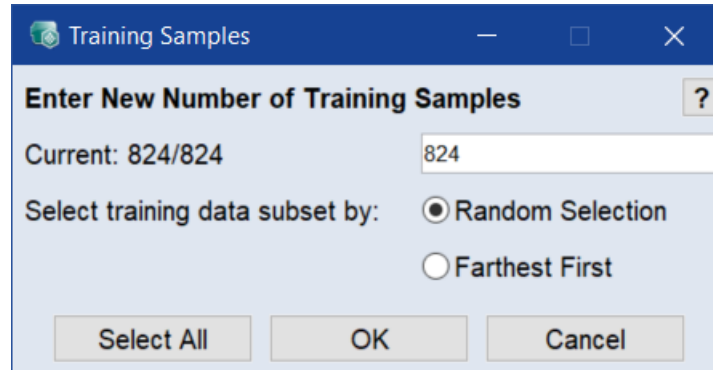 Training Samples
Enter New Number of Training Samples ?
Current: 824/824 824
Select training data subset by: Random Selection
Farthest First
Select All OK Cancel